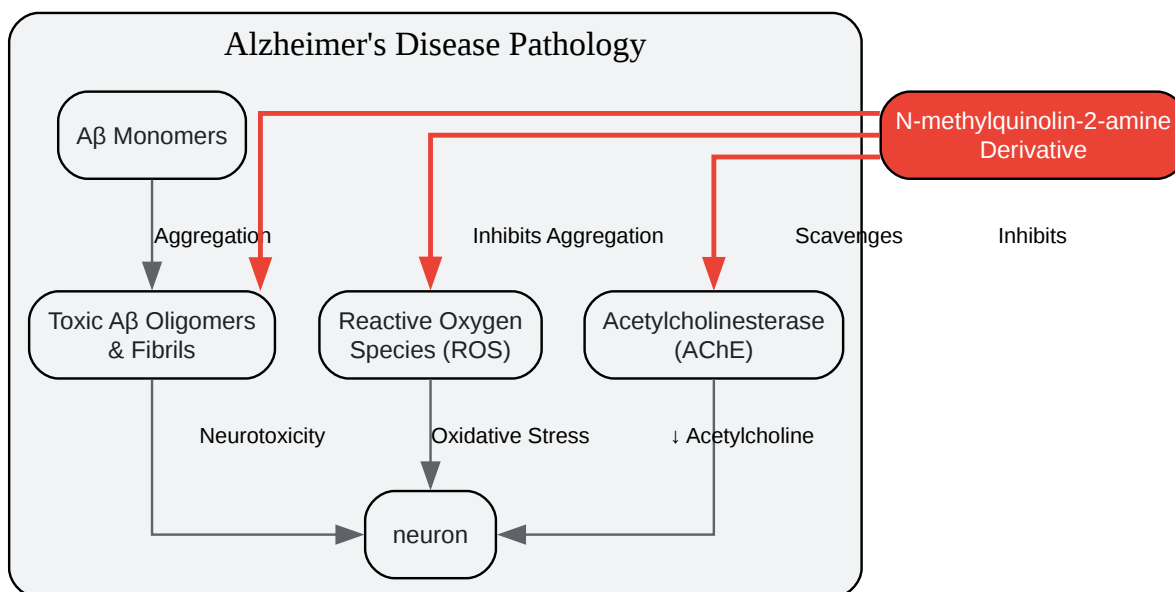 Alzheimer's Disease Pathology
Aβ Monomers
N-methylquinolin-2-amine
Derivative
Aggregation
Inhibits Aggregation
Scavenges
Inhibits
Toxic Aβ Oligomers
& Fibrils
Reactive Oxygen
Species (ROS)
Acetylcholinesterase
(AChE)
Neurotoxicity
Oxidative Stress
↓ Acetylcholine
neuron